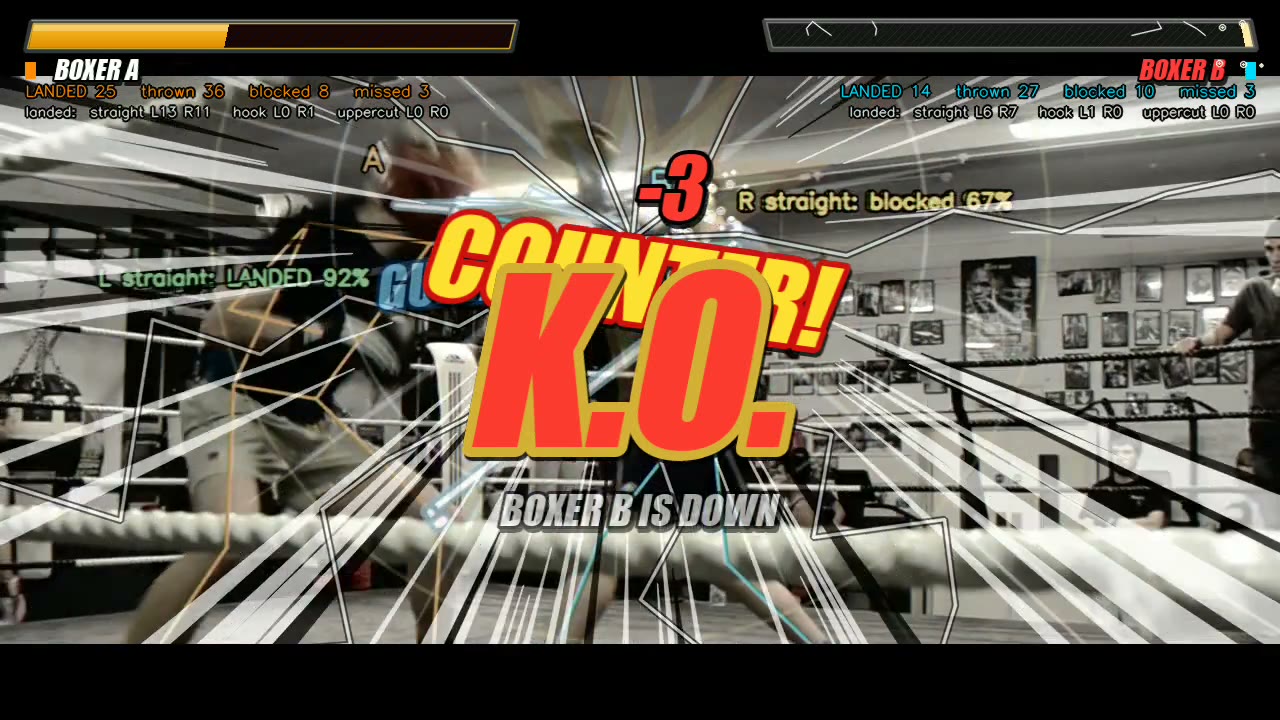 BOXER A
LANDED 25 thrown 36 blocked 8 missed 3
landed: straight L13 R11 hook L0 R1 uppercut L0 R0
BOXER B
LANDED 14 thrown 27 blocked 10 missed 3
landed: straight L6 R7 hook L1 R0 uppercut L0 R0
A
-3
R straight: blocked 67%
L straight: LANDED 92%
COUNTER!
K.O.
BOXER B IS DOWN